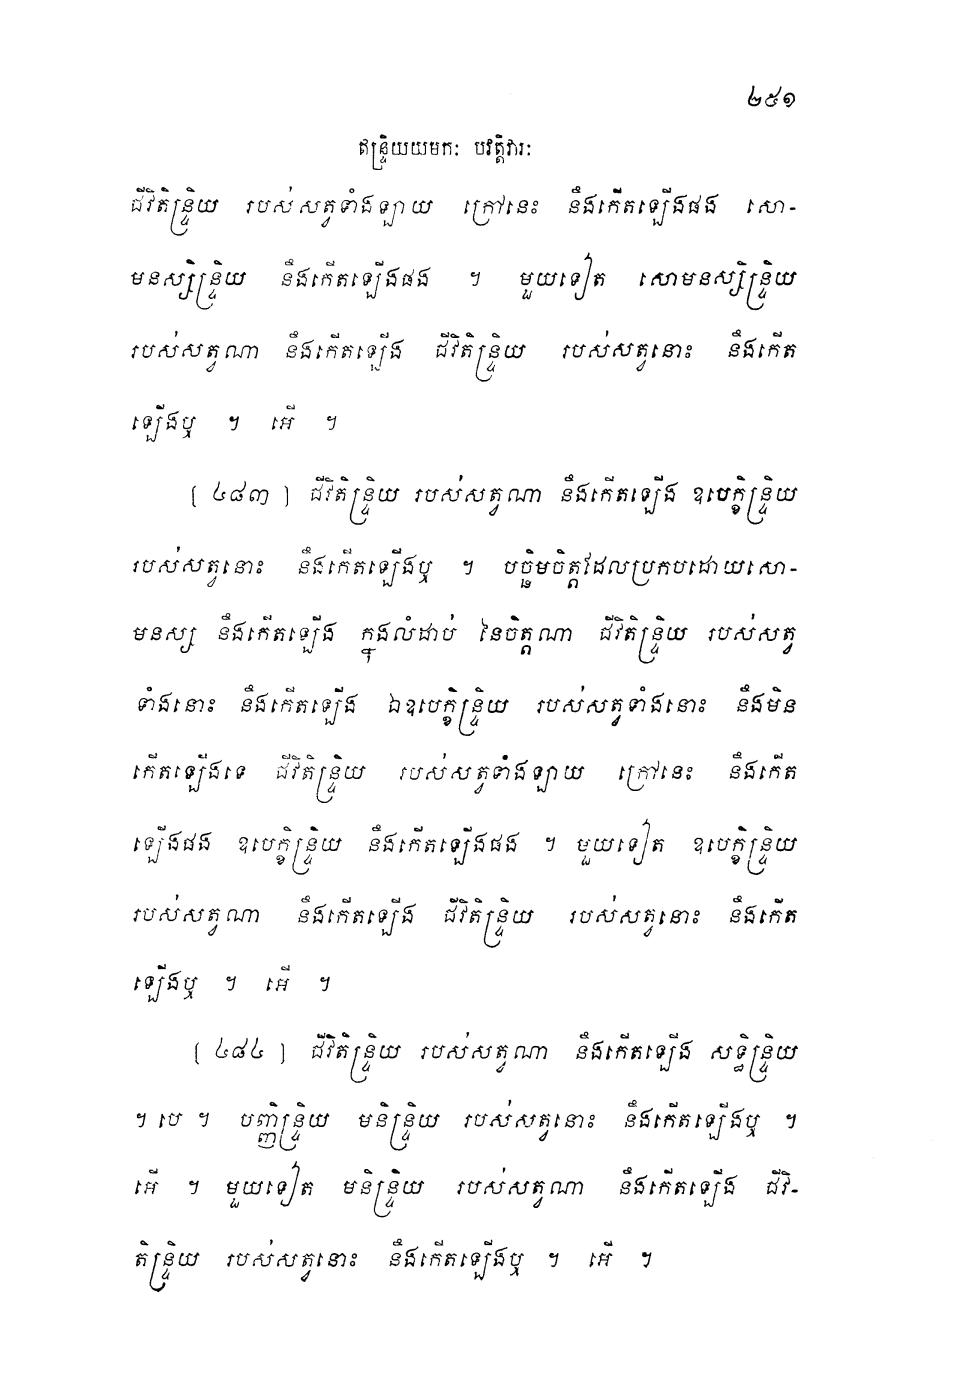 ២៥១
ឥន្ទ្រិយយមកៈ បវត្តិវារៈ
ជីវិតិន្ទ្រិយ របស់សត្វទាំងឡាយ ក្រៅនេះ នឹងកើតឡើងផង សោ-
មនស្សិន្ទ្រិយ នឹងកើតឡើងផង ។ មួយទៀត សោមនស្សិន្ទ្រិយ
របស់សត្វណា នឹងកើតឡើង ជីវិតិន្ទ្រិយ របស់សត្វនោះ នឹងកើត
ឡើងឬ ។ អើ ។
[ ៤៨៣ ] ជីវិតិន្ទ្រិយ របស់សត្វណា នឹងកើតឡើង ឧបេក្ខិន្ទ្រិយ
របស់សត្វនោះ នឹងកើតឡើងឬ ។ បច្ឆិមចិត្តដែលប្រកបដោយសោ-
មនស្ស នឹងកើតឡើង ក្នុងលំដាប់ នៃចិត្តណា ជីវិតិន្ទ្រិយ របស់សត្វ
ទាំងនោះ នឹងកើតឡើង ឯឧបេក្ខិន្ទ្រិយ របស់សត្វទាំងនោះ នឹងមិន
កើតឡើងទេ ជីវិតិន្ទ្រិយ របស់សត្វទាំងឡាយ ក្រៅនេះ នឹងកើត
ឡើងផង ឧបេក្ខិន្ទ្រិយ នឹងកើតឡើងផង ។ មួយទៀត ឧបេក្ខិន្ទ្រិយ
របស់សត្វណា នឹងកើតឡើង ជីវិតិន្ទ្រិយ របស់សត្វនោះ នឹងកើត
ឡើងឬ ។ អើ ។
[ ៤៨៤ ] ជីវិតិន្ទ្រិយ របស់សត្វណា នឹងកើតឡើង សទ្ធិន្ទ្រិយ
។ បេ ។ បញ្ញិន្ទ្រិយ មនិន្ទ្រិយ របស់សត្វនោះ នឹងកើតឡើងឬ ។
អើ ។ មួយទៀត មនិន្ទ្រិយ របស់សត្វណា នឹងកើតឡើង ជីវិ-
តិន្ទ្រិយ របស់សត្វនោះ នឹងកើតឡើងឬ ។ អើ ។